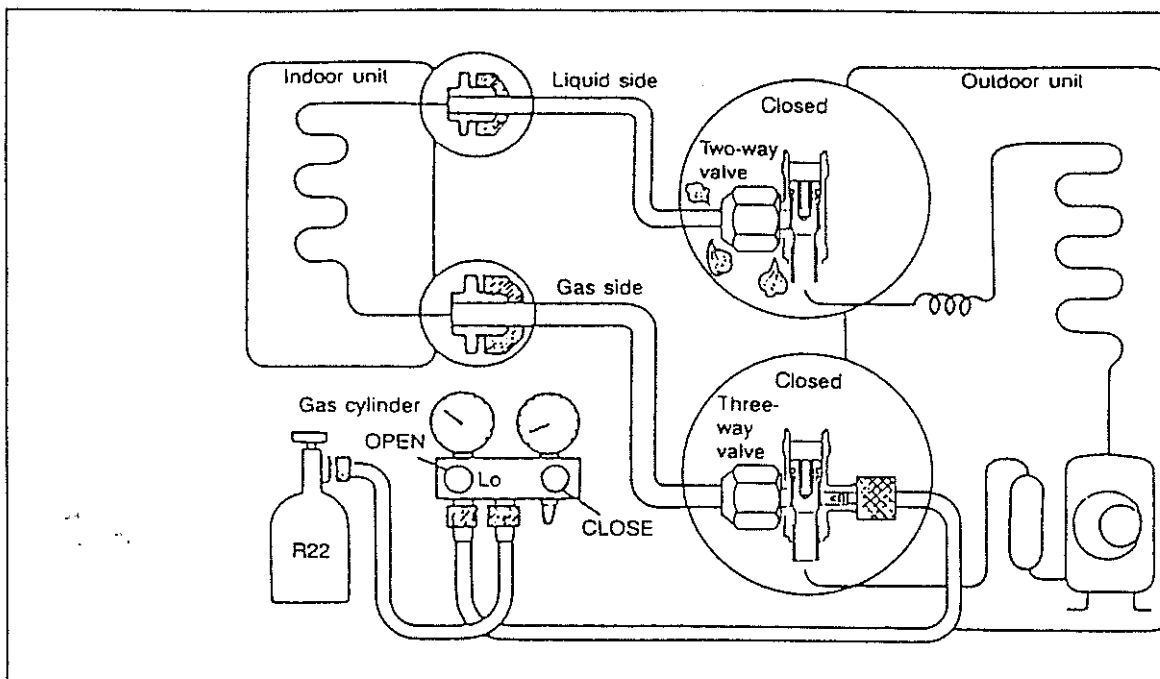 Indoor unit
Liquid side
Closed
Outdoor unit
Two-way
valve
Gas side
Closed
Three-
way
valve
Gas cylinder
OPEN
Lo
CLOSE
R22